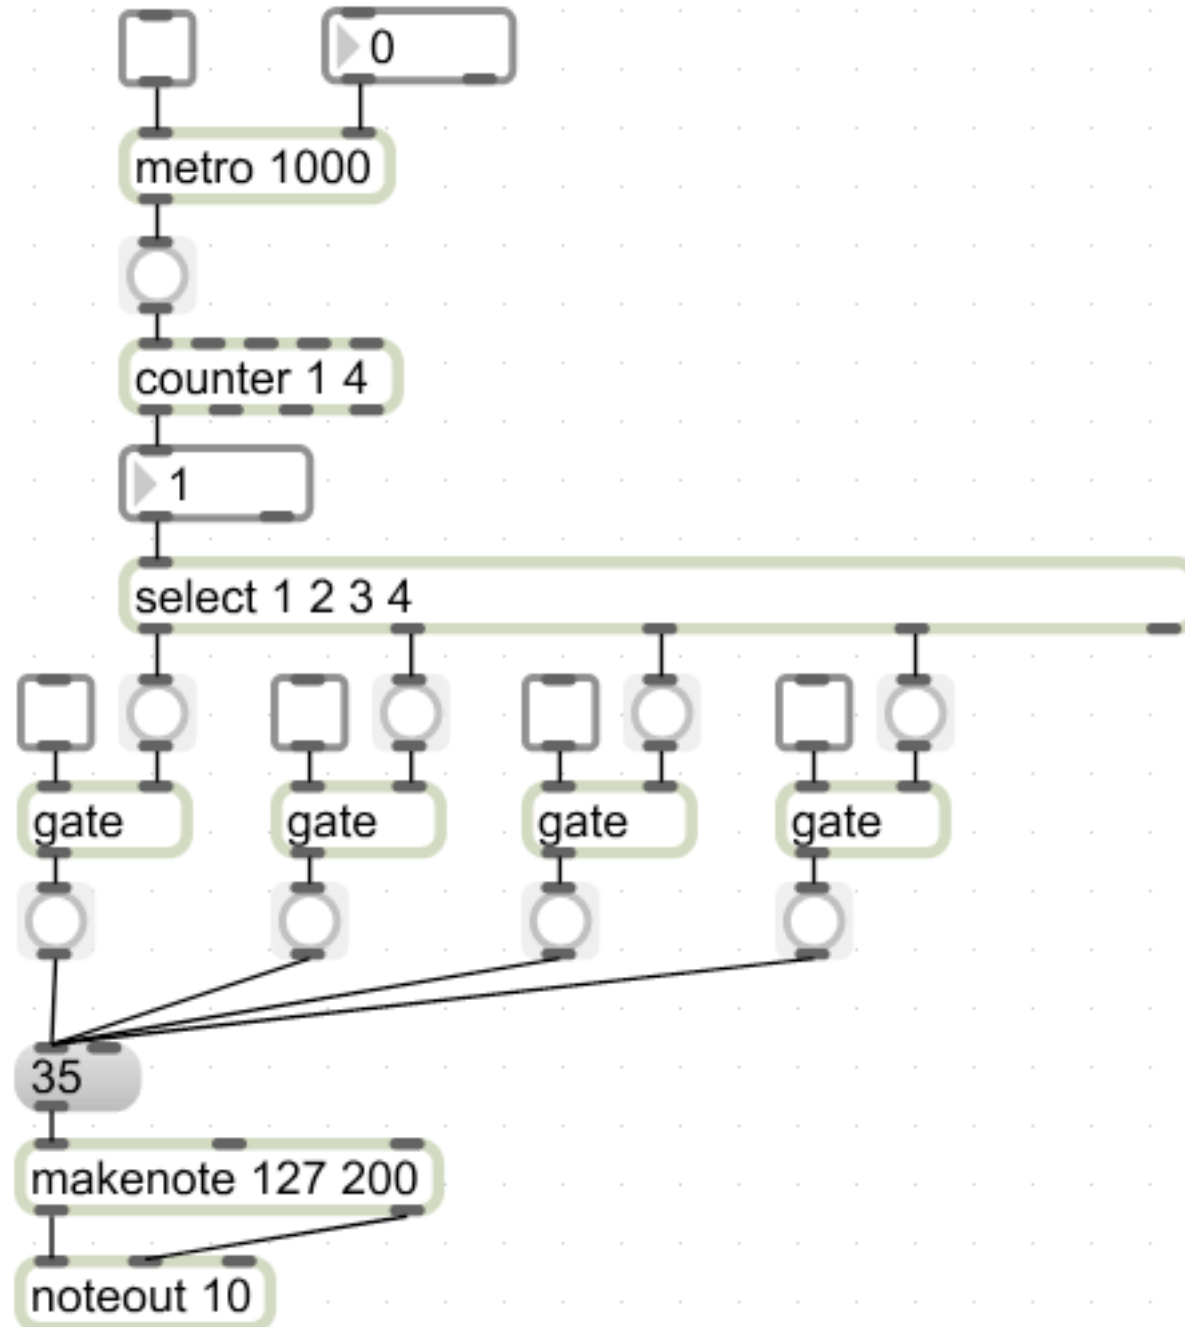 0
metro 1000
counter 1 4
1
select 1 2 3 4
gate
gate
gate
gate
35
makenote 127 200
noteout 10